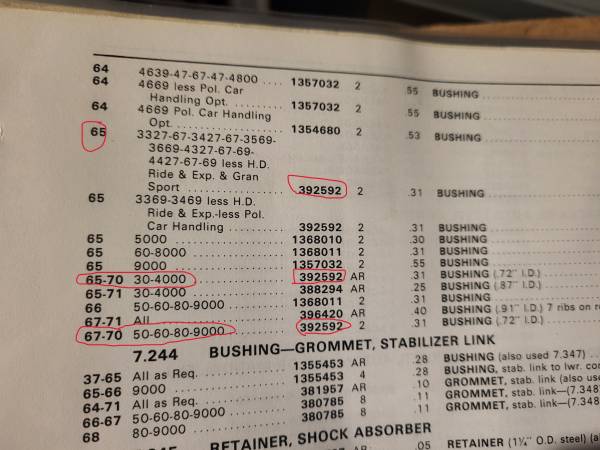 64 4639-47-67-47-4800 .... 1357032 2 .55 BUSHING
64 4669 less Pol. Car
Handling Opt. 1357032 2 .55 BUSHING
64 4669 Pol. Car Handling
Opt. 1354680 2 .53 BUSHING
65 3327-67-3427-67-3569-
3669-4327-67-69-
4427-67-69 less H.D.
Ride & Exp. & Gran
Sport 392592 2 .31 BUSHING
65 3369-3469 less H.D.
Ride & Exp.-less Pol.
Car Handling 392592 2 .31 BUSHING
65 5000 1368010 2 .30 BUSHING
65 60-8000 1368011 2 .31 BUSHING
65 9000 1357032 2 .55 BUSHING
65-70 30-4000 392592 AR .31 BUSHING (.72" I.D.)
65-71 30-4000 388294 AR .25 BUSHING (.87" I.D.)
66 50-60-80-9000 1368011 2 .31 BUSHING
67-71 All 396420 AR .40 BUSHING (.91" I.D.) 7 ribs on
67-70 50-60-80-9000 392592 2 .31 BUSHING (.72" I.D.)
7.244 BUSHING—GROMMET, STABILIZER LINK
37-65 All as Req. 1355453 AR .28 BUSHING (also used 7.347)
65-66 9000 1355453 4 .28 BUSHING, stab. link to lwr.
64-71 All as Req. 381957 AR .10 GROMMET, stab. link (also
66-67 50-60-80-9000 380785 8 .11 GROMMET, stab. link—(7.348
68 80-9000 380785 8 .11 GROMMET, stab. link—(7.348
RETAINER, SHOCK ABSORBER
AR .05 RETAINER (1¼" O.D. steel)